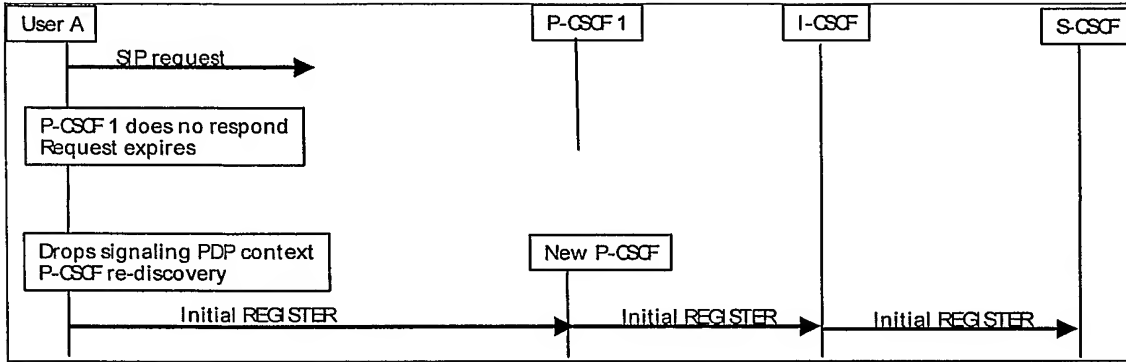 User A
P-CSCF 1
I-CSCF
S-CSCF
SIP request
P-CSCF 1 does no respond
Request expires
Drops signaling PDP context
P-CSCF re-discovery
New P-CSCF
Initial REGISTER
Initial REGISTER
Initial REGISTER